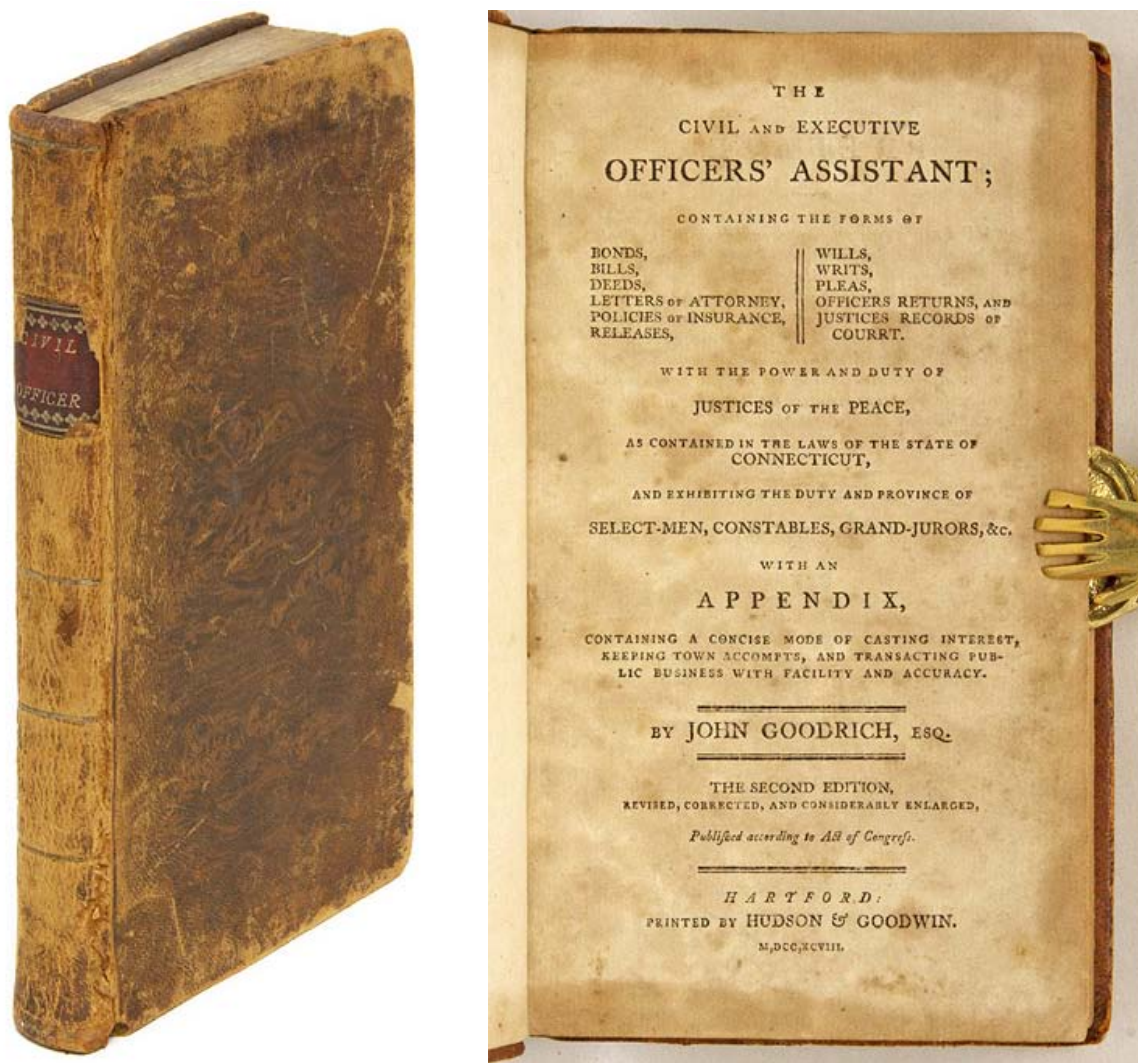 CIVIL
OFFICER
THE
CIVIL AND EXECUTIVE
OFFICERS' ASSISTANT;
CONTAINING THE FORMS OF
BONDS,
BILLS,
DEEDS,
LETTERS OF ATTORNEY,
POLICIES OF INSURANCE,
RELEASES,
WILLS,
WRITS,
PLEAS,
OFFICERS RETURNS, AND
JUSTICES RECORDS OF
COURRT.
WITH THE POWER AND DUTY OF
JUSTICES OF THE PEACE,
AS CONTAINED IN THE LAWS OF THE STATE OF
CONNECTICUT,
AND EXHIBITING THE DUTY AND PROVINCE OF
SELECT-MEN, CONSTABLES, GRAND-JURORS, &c.
WITH AN
APPENDIX,
CONTAINING A CONCISE MODE OF CASTING INTEREST,
KEEPING TOWN ACCOMPTS, AND TRANSACTING PUB-
LIC BUSINESS WITH FACILITY AND ACCURACY.
BY JOHN GOODRICH, ESQ.
THE SECOND EDITION,
REVISED, CORRECTED, AND CONSIDERABLY ENLARGED,
Publiſhed according to Act of Congreſs.
HARTFORD:
PRINTED BY HUDSON & GOODWIN.
M,DCC,XCVIII.